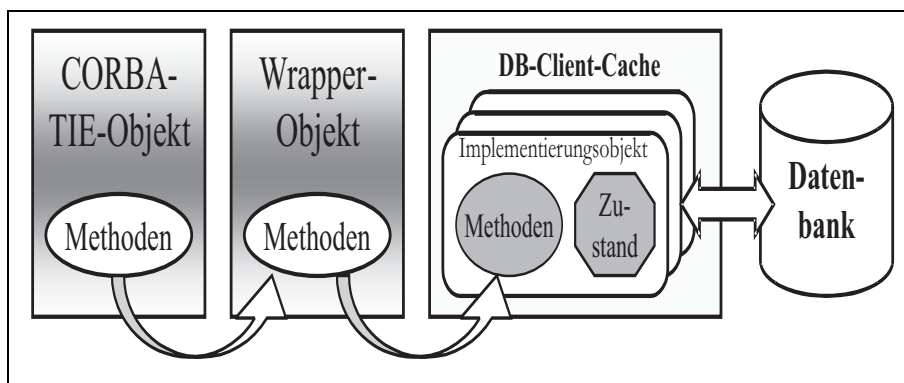 CORBA-
TIE-Objekt
Methoden
Wrapper-
Objekt
Methoden
DB-Client-Cache
Implementierungsobjekt
Methoden
Zu-
stand
Daten-
bank